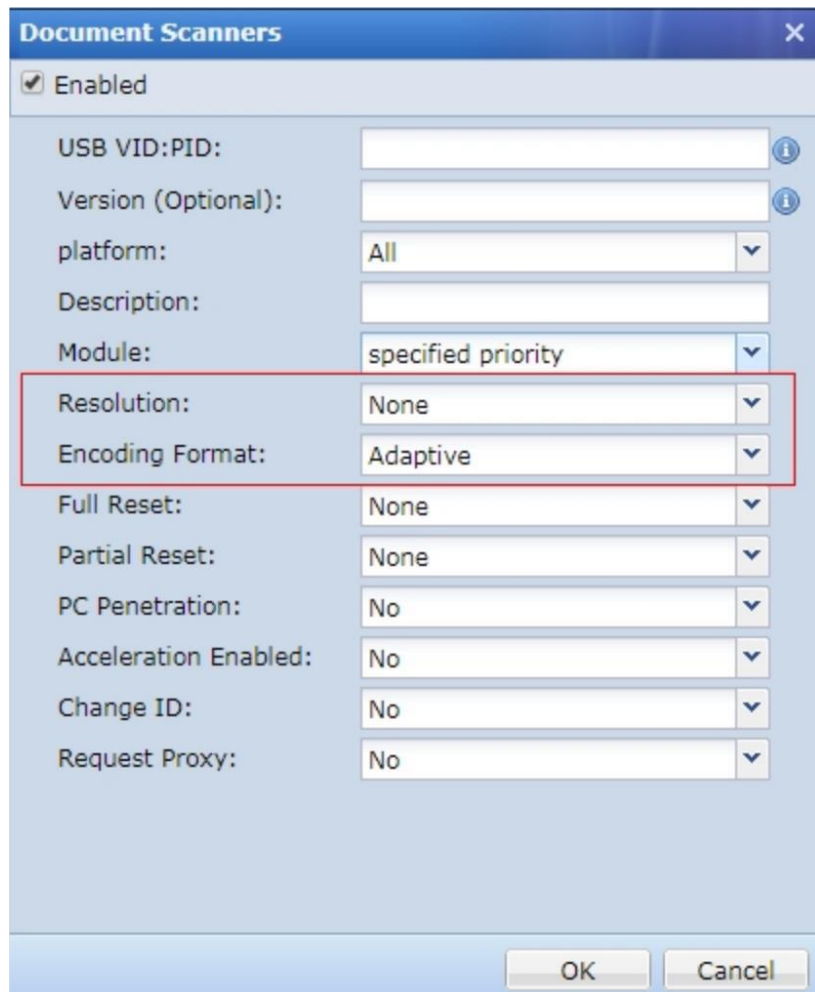 Document Scanners
Enabled
USB VID:PID:
Version (Optional):
platform: All
Description:
Module: specified priority
Resolution: None
Encoding Format: Adaptive
Full Reset: None
Partial Reset: None
PC Penetration: No
Acceleration Enabled: No
Change ID: No
Request Proxy: No
OK Cancel